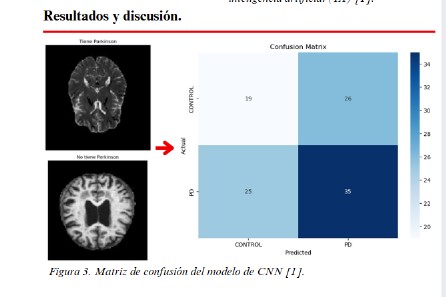 inteligencia artificial (EP) [1].
Resultados y discusión.
Tiene Parkinson
No tiene Parkinson
Confusion Matrix
CONTROL
PD
Actual
19
26
25
35
CONTROL
PD
Predicted
34
32
30
28
26
24
22
20
Figura 3. Matriz de confusión del modelo de CNN [1].